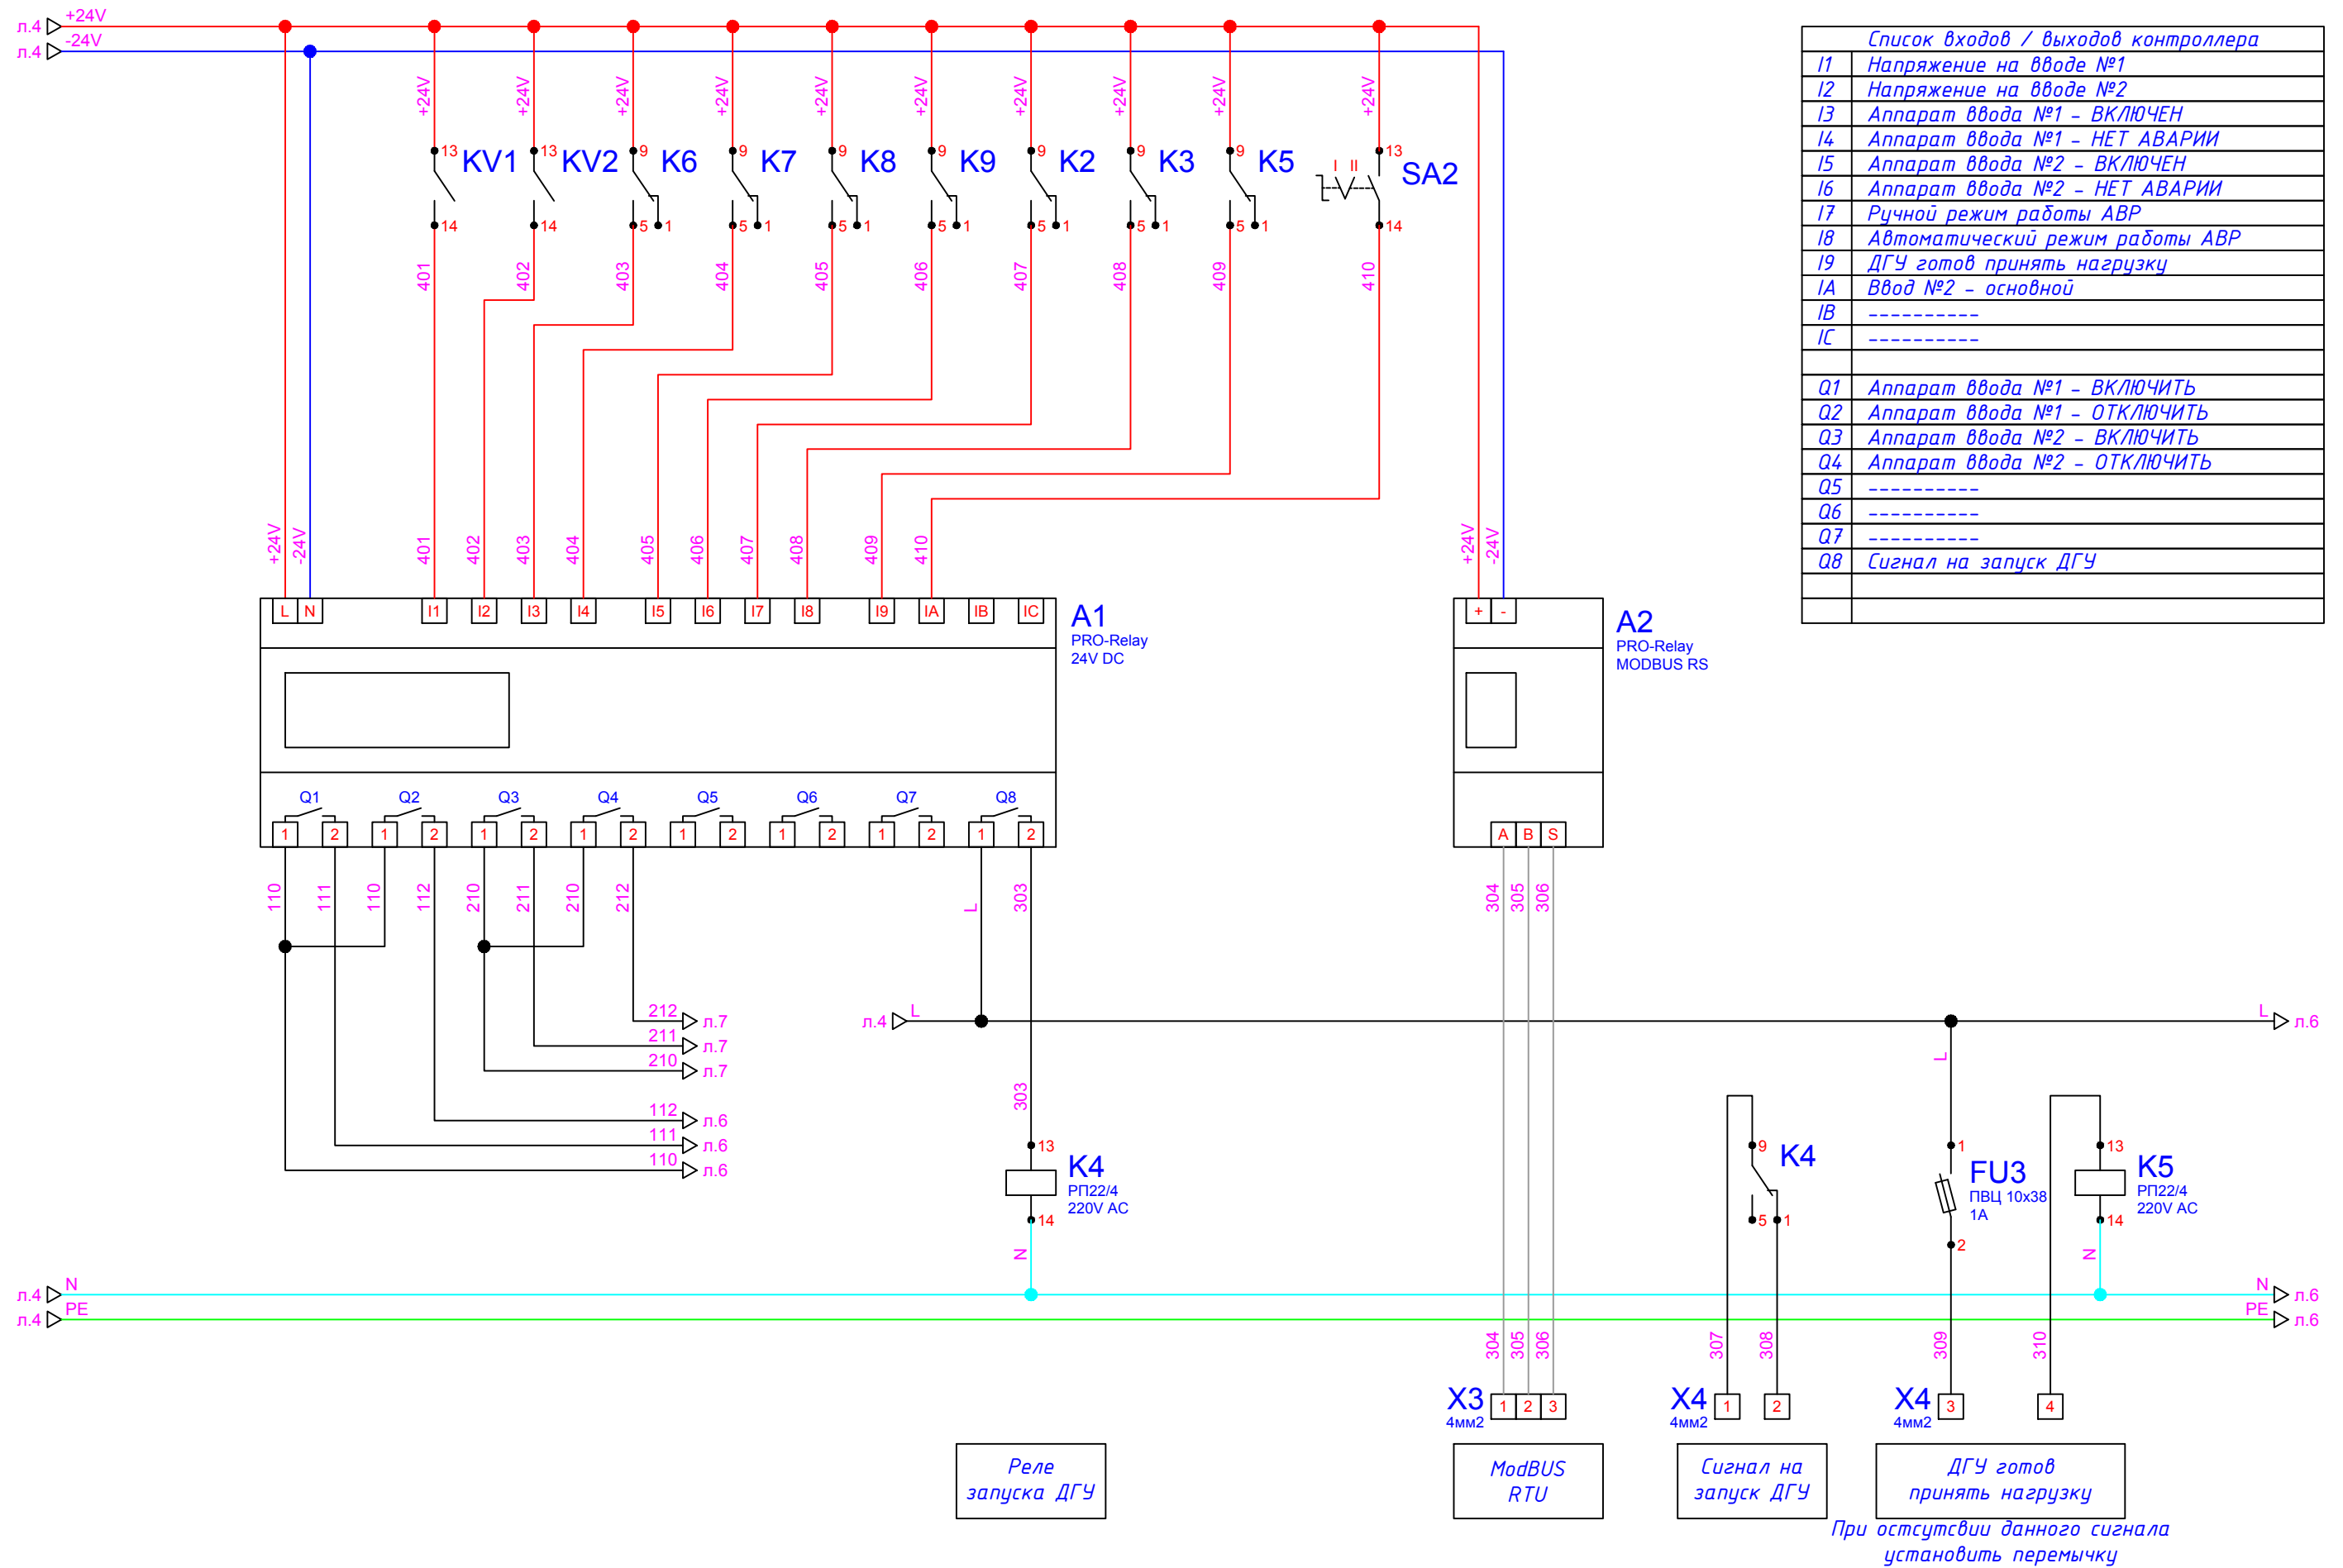 +24V
л.4
-24V
л.4
+24V +24V +24V +24V +24V +24V +24V +24V +24V +24V
13 KV1 13 KV2 9 K6 9 K7 9 K8 9 K9 9 K2 9 K3 9 K5 I II 13 SA2
14 14 5 1 5 1 5 1 5 1 5 1 5 1 5 1 14
401 402 403 404 405 406 407 408 409 410
+24V -24V 401 402 403 404 405 406 407 408 409 410 +24V -24V
L N I1 I2 I3 I4 I5 I6 I7 I8 I9 IA IB IC
A1
PRO-Relay
24V DC
+ -
A2
PRO-Relay
MODBUS RS
Список входов / выходов контроллера
I1 Напряжение на вводе №1
I2 Напряжение на вводе №2
I3 Аппарат ввода №1 - ВКЛЮЧЕН
I4 Аппарат ввода №1 - НЕТ АВАРИИ
I5 Аппарат ввода №2 - ВКЛЮЧЕН
I6 Аппарат ввода №2 - НЕТ АВАРИИ
I7 Ручной режим работы АВР
I8 Автоматический режим работы АВР
I9 ДГУ готов принять нагрузку
IA Ввод №2 - основной
IB ----------
IC ----------
Q1 Аппарат ввода №1 - ВКЛЮЧИТЬ
Q2 Аппарат ввода №1 - ОТКЛЮЧИТЬ
Q3 Аппарат ввода №2 - ВКЛЮЧИТЬ
Q4 Аппарат ввода №2 - ОТКЛЮЧИТЬ
Q5 ----------
Q6 ----------
Q7 ----------
Q8 Сигнал на запуск ДГУ
Q1 Q2 Q3 Q4 Q5 Q6 Q7 Q8
1 2 1 2 1 2 1 2 1 2 1 2 1 2 1 2
A B S
110 111 110 112 210 211 210 212 L 303 304 305 306
212 л.7
211 л.7
210 л.7
112 л.6
111 л.6
110 л.6
л.4 L
L л.6
303
13
K4
РП22/4
220V AC
14
N
9 K4
5 1
L
1
FU3
ПВЦ 10х38
1А
2
13
K5
РП22/4
220V AC
14
N
л.4 N
N л.6
л.4 PE
PE л.6
304 305 306 307 308 309 310
X3
4мм2
1 2 3
X4
4мм2
1 2
X4
4мм2
3 4
Реле
запуска ДГУ
ModBUS
RTU
Сигнал на
запуск ДГУ
ДГУ готов
принять нагрузку
При остсутсвии данного сигнала
установить перемычку